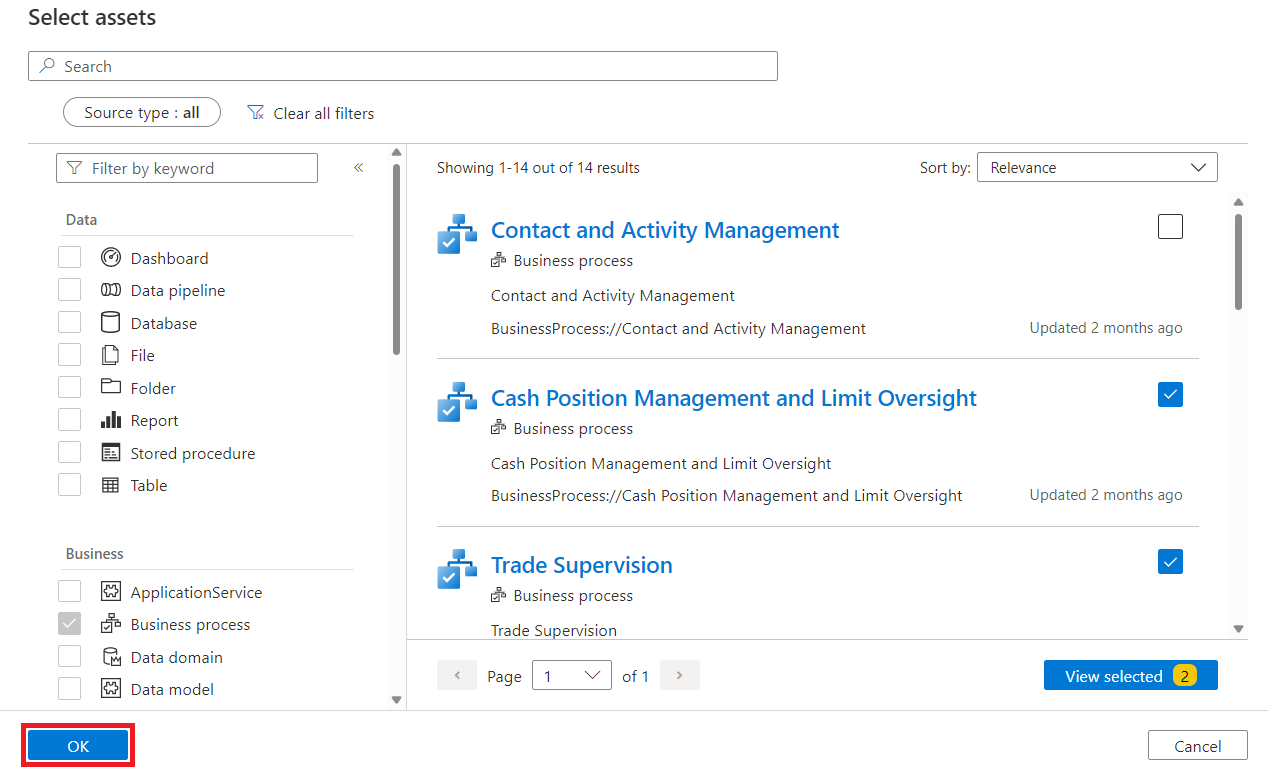 Select assets
Search
Source type : all
Clear all filters
Filter by keyword
«
Data
Dashboard
Data pipeline
Database
File
Folder
Report
Stored procedure
Table
Business
ApplicationService
Business process
Data domain
Data model
Showing 1-14 out of 14 results
Sort by: Relevance
Contact and Activity Management
Business process
Contact and Activity Management
BusinessProcess://Contact and Activity Management
Updated 2 months ago
Cash Position Management and Limit Oversight
Business process
Cash Position Management and Limit Oversight
BusinessProcess://Cash Position Management and Limit Oversight
Updated 2 months ago
Trade Supervision
Business process
Trade Supervision
Page 1 of 1
View selected 2
OK
Cancel